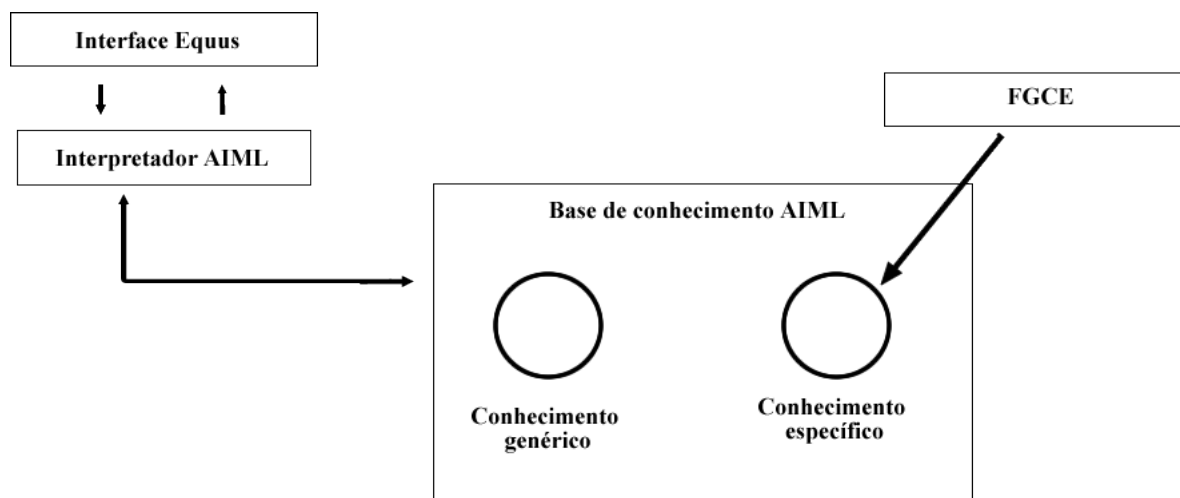 Interface Equus
FGCE
Interpretador AIML
Base de conhecimento AIML
Conhecimento
genérico
Conhecimento
específico